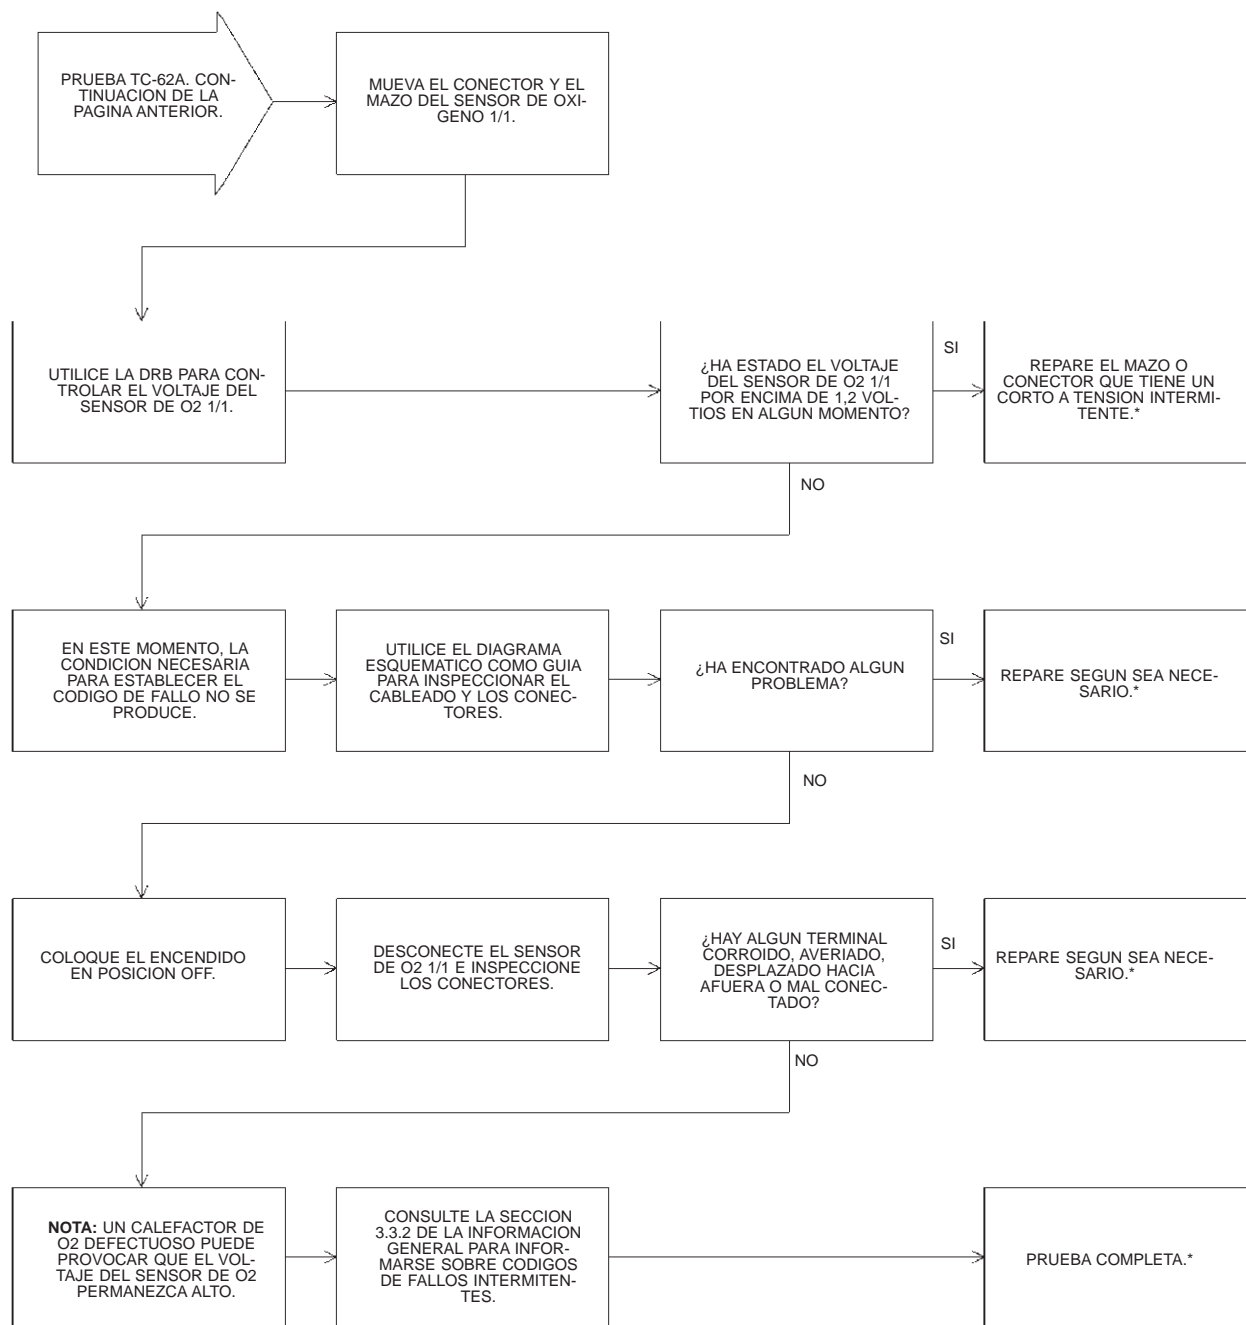 PRUEBA TC-62A. CON-
TINUACION DE LA
PAGINA ANTERIOR.
MUEVA EL CONECTOR Y EL
MAZO DEL SENSOR DE OXI-
GENO 1/1.
UTILICE LA DRB PARA CON-
TROLAR EL VOLTAJE DEL
SENSOR DE O2 1/1.
¿HA ESTADO EL VOLTAJE
DEL SENSOR DE O2 1/1
POR ENCIMA DE 1,2 VOL-
TIOS EN ALGUN MOMENTO?
SI
REPARE EL MAZO O
CONECTOR QUE TIENE UN
CORTO A TENSION INTERMI-
TENTE.*
NO
EN ESTE MOMENTO, LA
CONDICION NECESARIA
PARA ESTABLECER EL
CODIGO DE FALLO NO SE
PRODUCE.
UTILICE EL DIAGRAMA
ESQUEMATICO COMO GUIA
PARA INSPECCIONAR EL
CABLEADO Y LOS CONEC-
TORES.
¿HA ENCONTRADO ALGUN
PROBLEMA?
SI
REPARE SEGUN SEA NECE-
SARIO.*
NO
COLOQUE EL ENCENDIDO
EN POSICION OFF.
DESCONECTE EL SENSOR
DE O2 1/1 E INSPECCIONE
LOS CONECTORES.
¿HAY ALGUN TERMINAL
CORROIDO, AVERIADO,
DESPLAZADO HACIA
AFUERA O MAL CONEC-
TADO?
SI
REPARE SEGUN SEA NECE-
SARIO.*
NO
NOTA: UN CALEFACTOR DE
O2 DEFECTUOSO PUEDE
PROVOCAR QUE EL VOL-
TAJE DEL SENSOR DE O2
PERMANEZCA ALTO.
CONSULTE LA SECCION
3.3.2 DE LA INFORMACION
GENERAL PARA INFOR-
MARSE SOBRE CODIGOS
DE FALLOS INTERMITEN-
TES.
PRUEBA COMPLETA.*